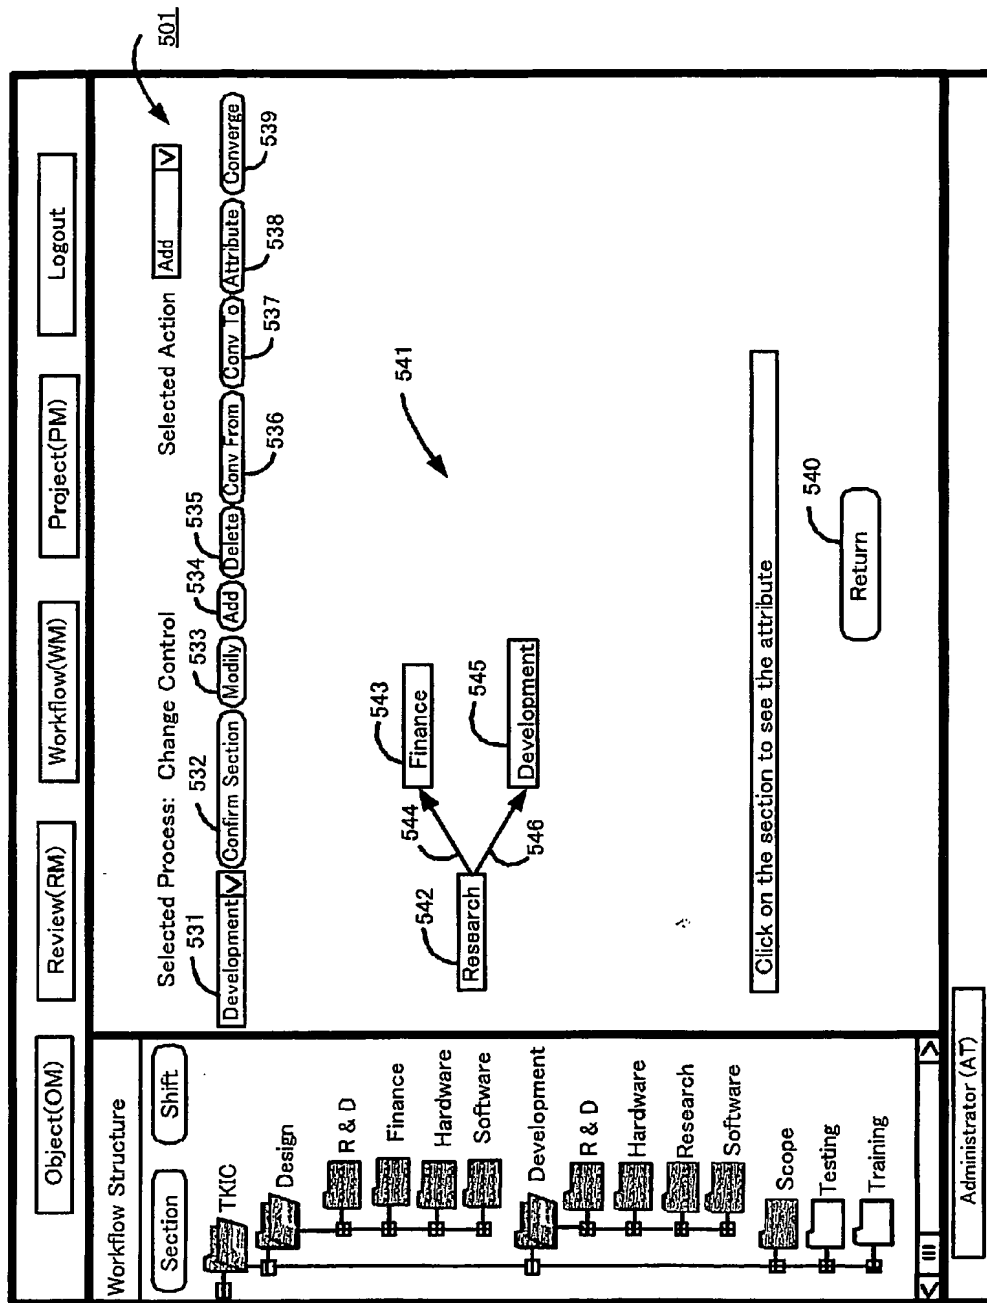 501
Object(OM) Review(RM) Workflow(WM) Project(PM) Logout
Workflow Structure
Section Shift
TKIC
Design
R & D
Finance
Hardware
Software
Development
R & D
Hardware
Research
Software
Scope
Testing
Training
Selected Process: Change Control Selected Action Add
531 532 533 534 535
Development Confirm Section Modify Add Delete Conv From Conv To Attribute Converge
536 537 538 539
541
543
Finance
544
542
Research
545
Development
546
Click on the section to see the attribute
540
Return
Administrator (AT)